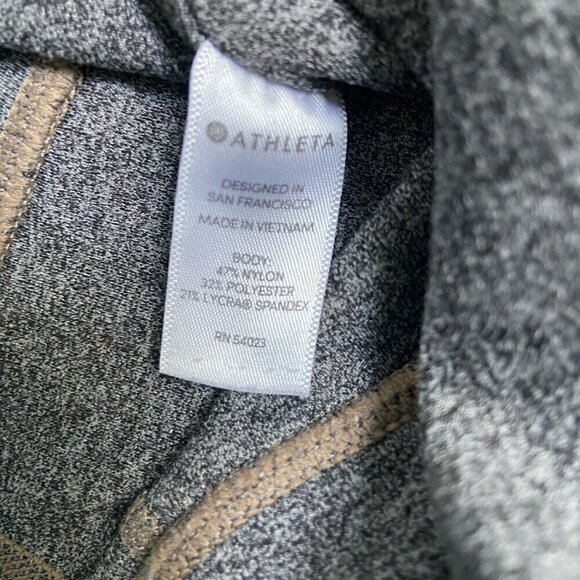 ATHLETA
DESIGNED IN
SAN FRANCISCO
MADE IN VIETNAM
BODY:
47% NYLON
32% POLYESTER
21% LYCRA® SPANDEX
RN 54023